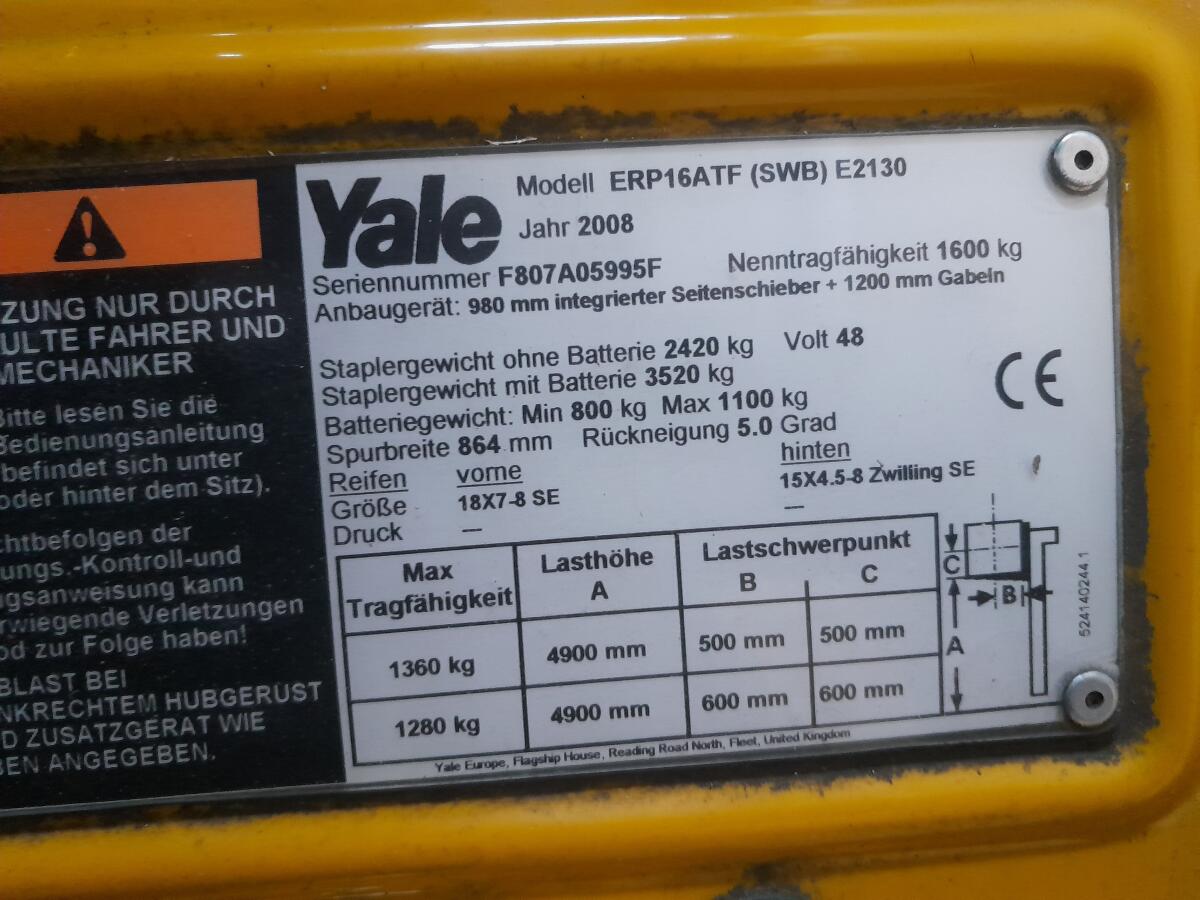 ZUNG NUR DURCH
ULTE FAHRER UND
MECHANIKER
Bitte lesen Sie die
Bedienungsanleitung
befindet sich unter
oder hinter dem Sitz).
chtbefolgen der
ungs.-Kontroll-und
gsanweisung kann
rwiegende Verletzungen
od zur Folge haben!
BLAST BEI
NKRECHTEM HUBGERÜST
D ZUSATZGERÄT WIE
BEN ANGEGEBEN.
Yale
Modell ERP16ATF (SWB) E2130
Jahr 2008
Seriennummer F807A05995F Nenntragfähigkeit 1600 kg
Anbaugerät: 980 mm integrierter Seitenschieber + 1200 mm Gabeln
Staplergewicht ohne Batterie 2420 kg Volt 48
Staplergewicht mit Batterie 3520 kg
Batteriegewicht: Min 800 kg Max 1100 kg
Spurbreite 864 mm Rückneigung 5.0 Grad
Reifen vorne hinten
Größe 18X7-8 SE 15X4.5-8 Zwilling SE
Druck — —
CE
Max Tragfähigkeit Lasthöhe A Lastschwerpunkt B C
1360 kg 4900 mm 500 mm 500 mm
1280 kg 4900 mm 600 mm 600 mm
C
B
A
524140244.1
Yale Europe, Flagship House, Reading Road North, Fleet, United Kingdom